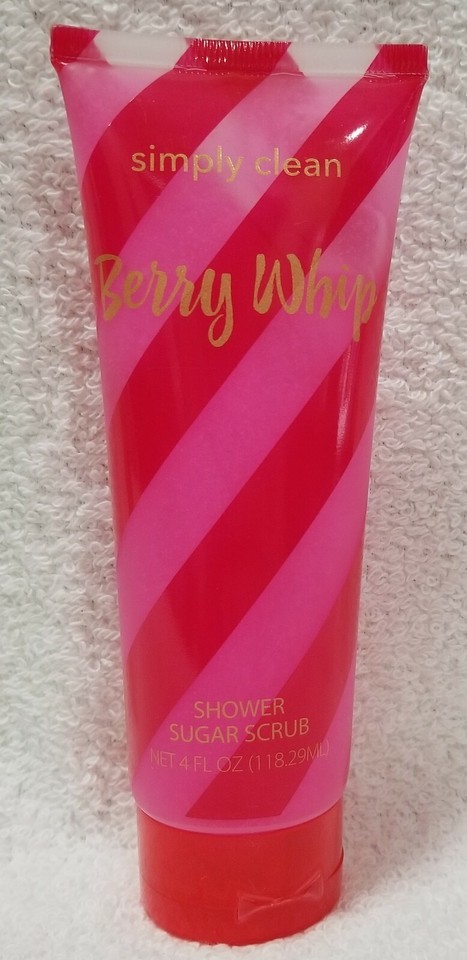 simply clean
Berry Whip
SHOWER
SUGAR SCRUB
NET 4 FL OZ (118.29ML)